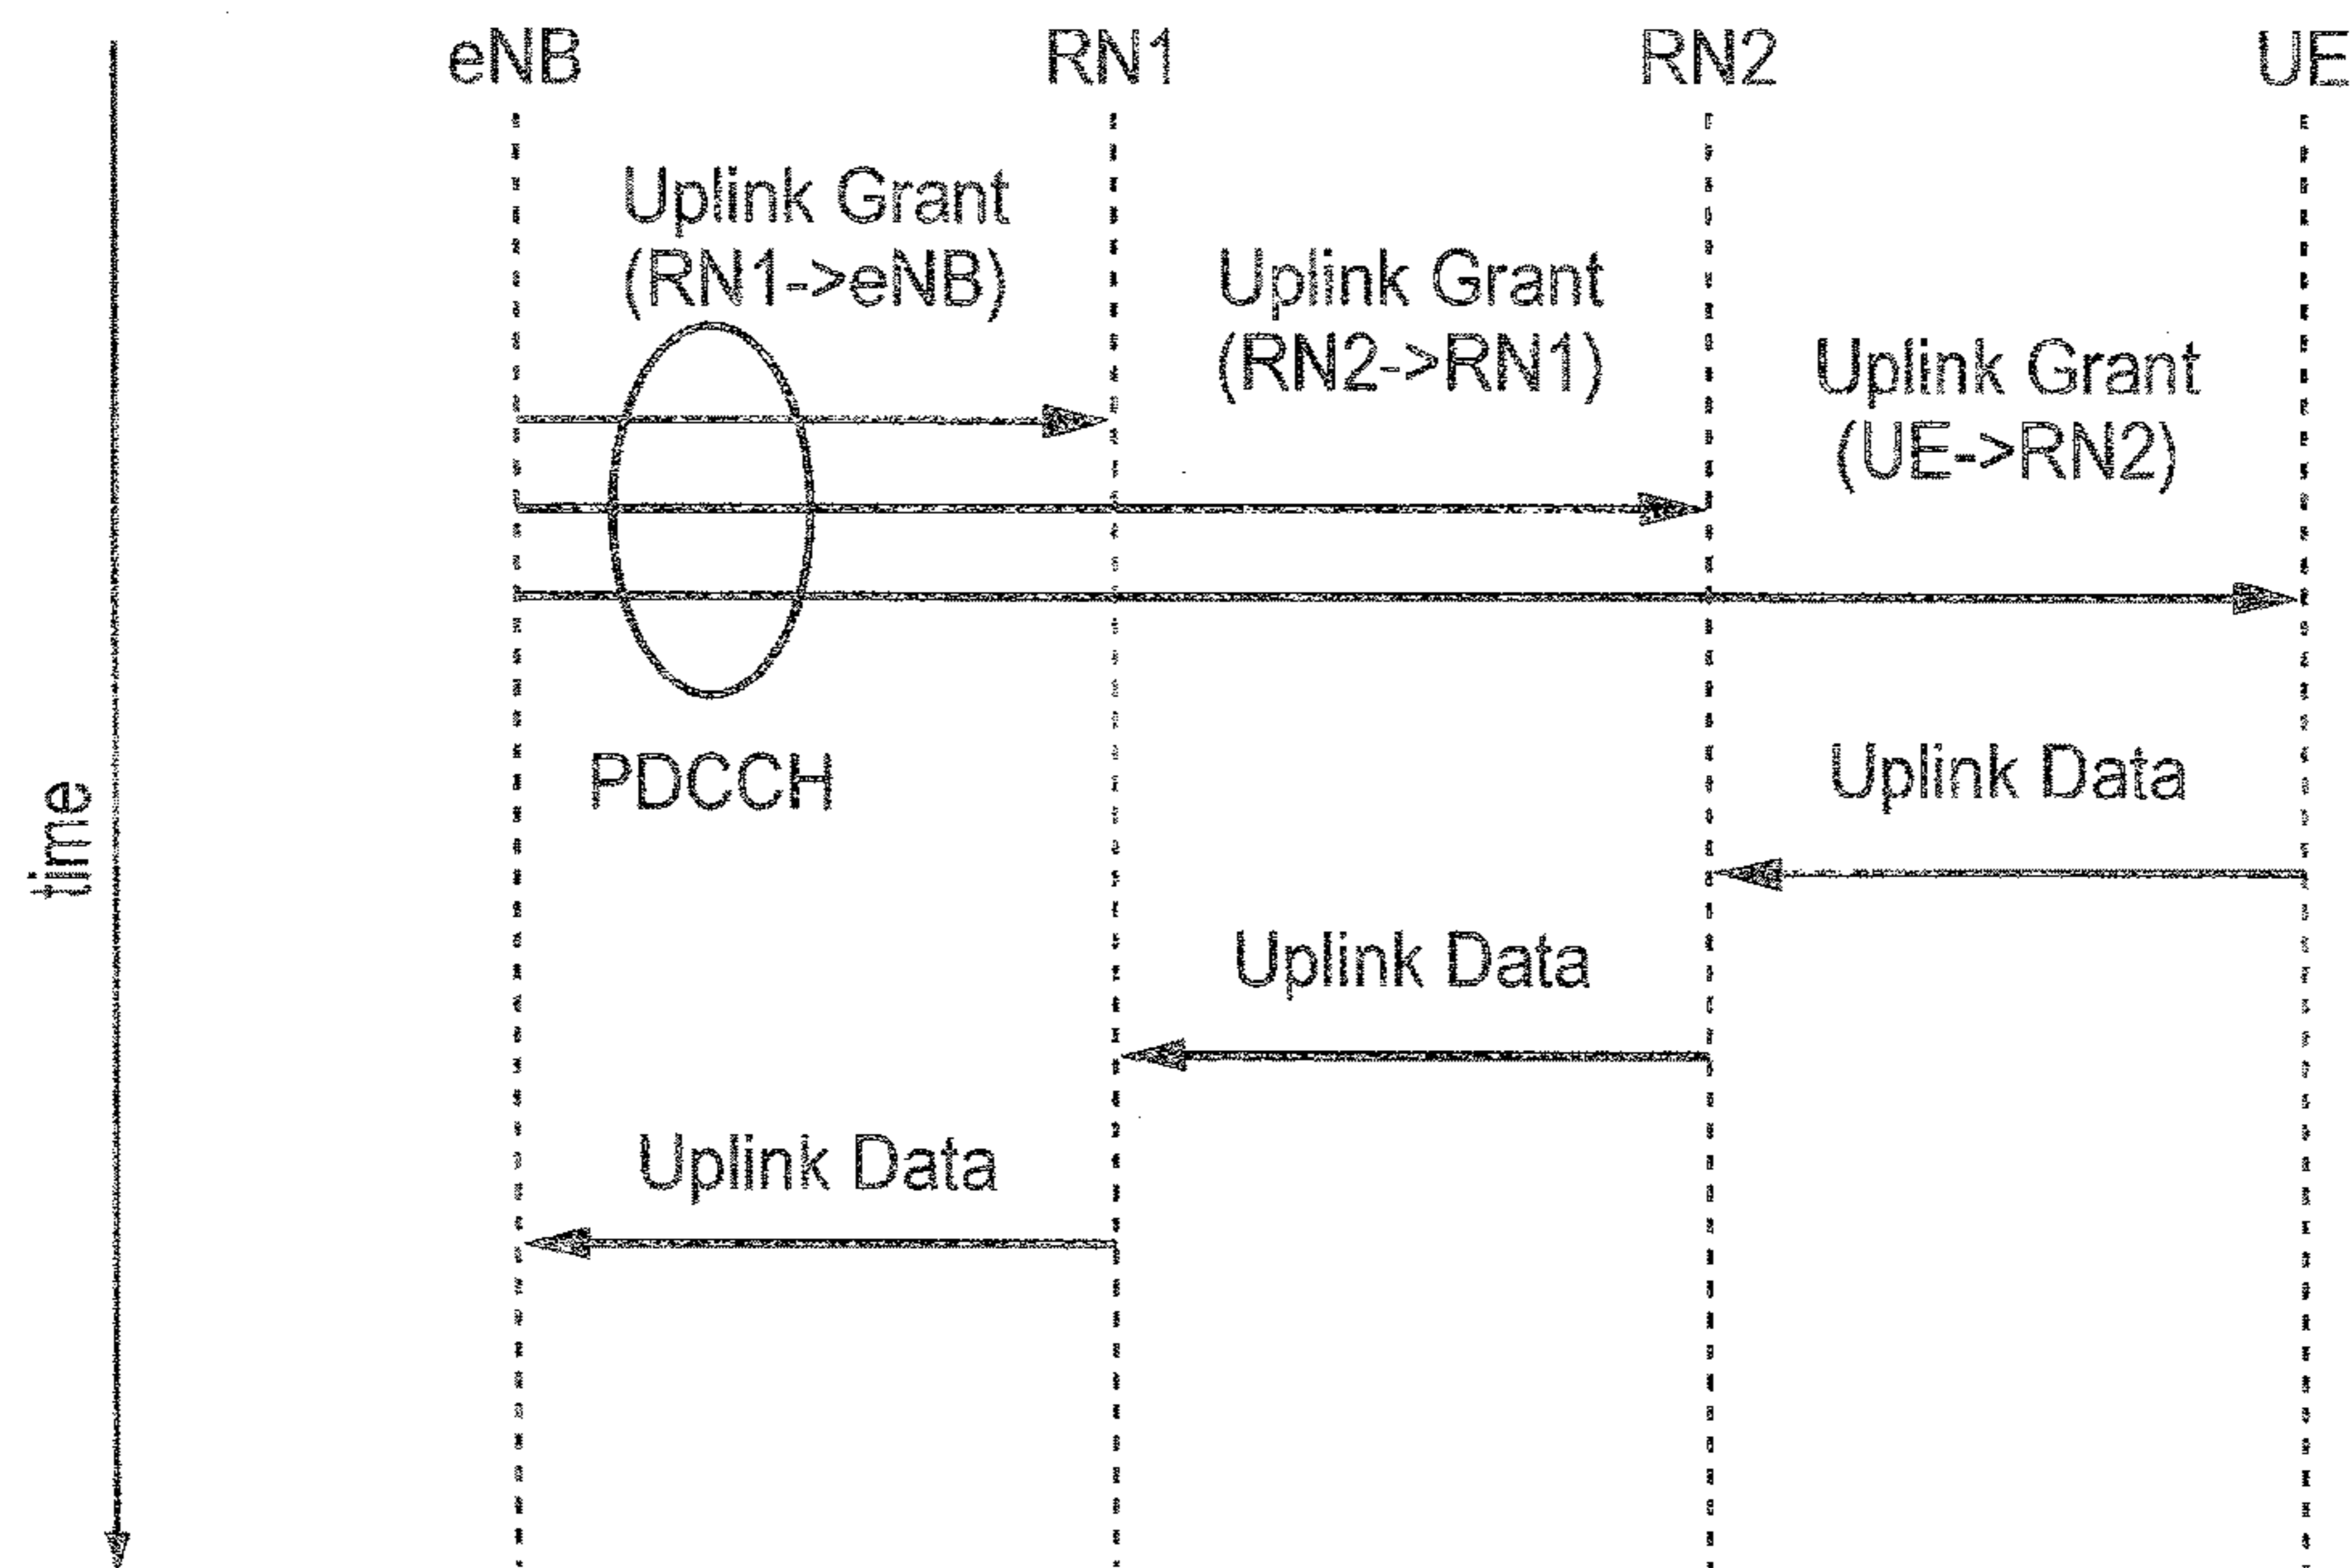 eNB
RN1
RN2
UE
Uplink Grant
(RN1->eNB)
Uplink Grant
(RN2->RN1)
Uplink Grant
(UE->RN2)
PDCCH
time
Uplink Data
Uplink Data
Uplink Data